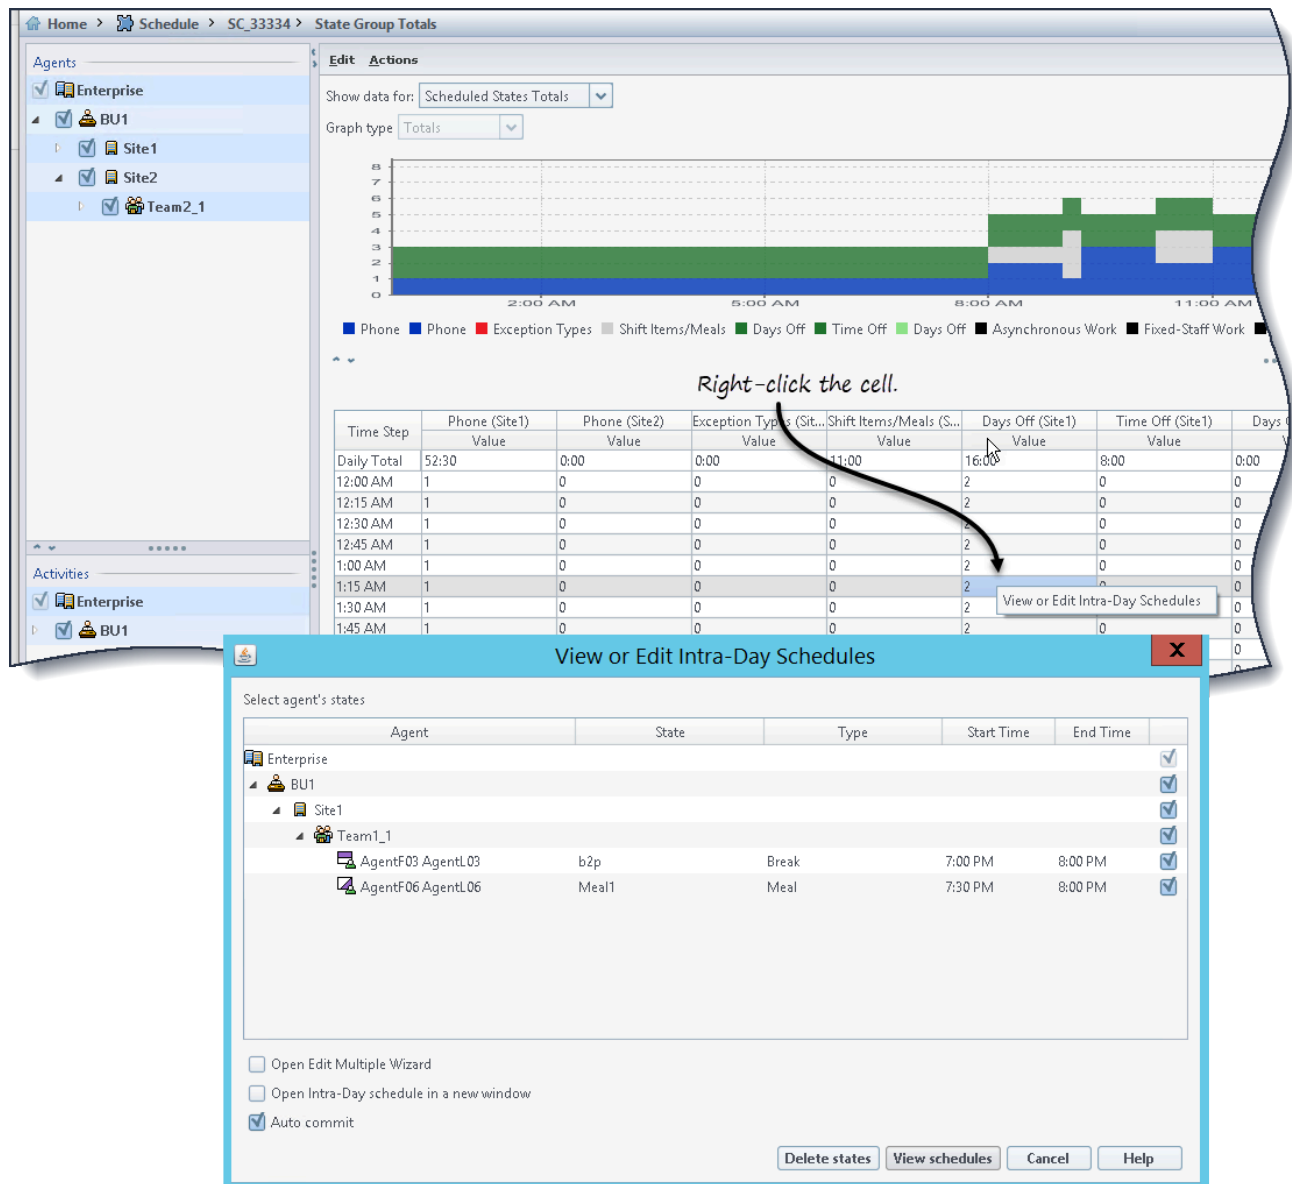 Home > Schedule > SC_33334 > State Group Totals
Agents
Enterprise
BU1
Site1
Site2
Team2_1
Edit Actions
Show data for: Scheduled States Totals
Graph type Totals
8
7
6
5
4
3
2
1
0
2:00 AM 5:00 AM 8:00 AM 11:00 AM
Phone Phone Exception Types Shift Items/Meals Days Off Time Off Days Off Asynchronous Work Fixed-Staff Work
Right-click the cell.
Time Step Phone (Site1) Phone (Site2) Exception Types (Sit... Shift Items/Meals (S... Days Off (Site1) Time Off (Site1) Days
Value Value Value Value Value Value
Daily Total 52:30 0:00 0:00 11:00 16:00 8:00 0:00
12:00 AM 1 0 0 0 2 0 0
12:15 AM 1 0 0 0 2 0 0
12:30 AM 1 0 0 0 2 0 0
12:45 AM 1 0 0 0 2 0 0
1:00 AM 1 0 0 0 2 0 0
1:15 AM 1 0 0 0 2 0 0
View or Edit Intra-Day Schedules
1:30 AM 1 0 0 0 2 0
1:45 AM 1 0 0 0 2 0 0
0
Activities
Enterprise
BU1
View or Edit Intra-Day Schedules
X
Select agent's states
Agent State Type Start Time End Time
Enterprise
BU1
Site1
Team1_1
AgentF03 AgentL03 b2p Break 7:00 PM 8:00 PM
AgentF06 AgentL06 Meal1 Meal 7:30 PM 8:00 PM
Open Edit Multiple Wizard
Open Intra-Day schedule in a new window
Auto commit
Delete states View schedules Cancel Help